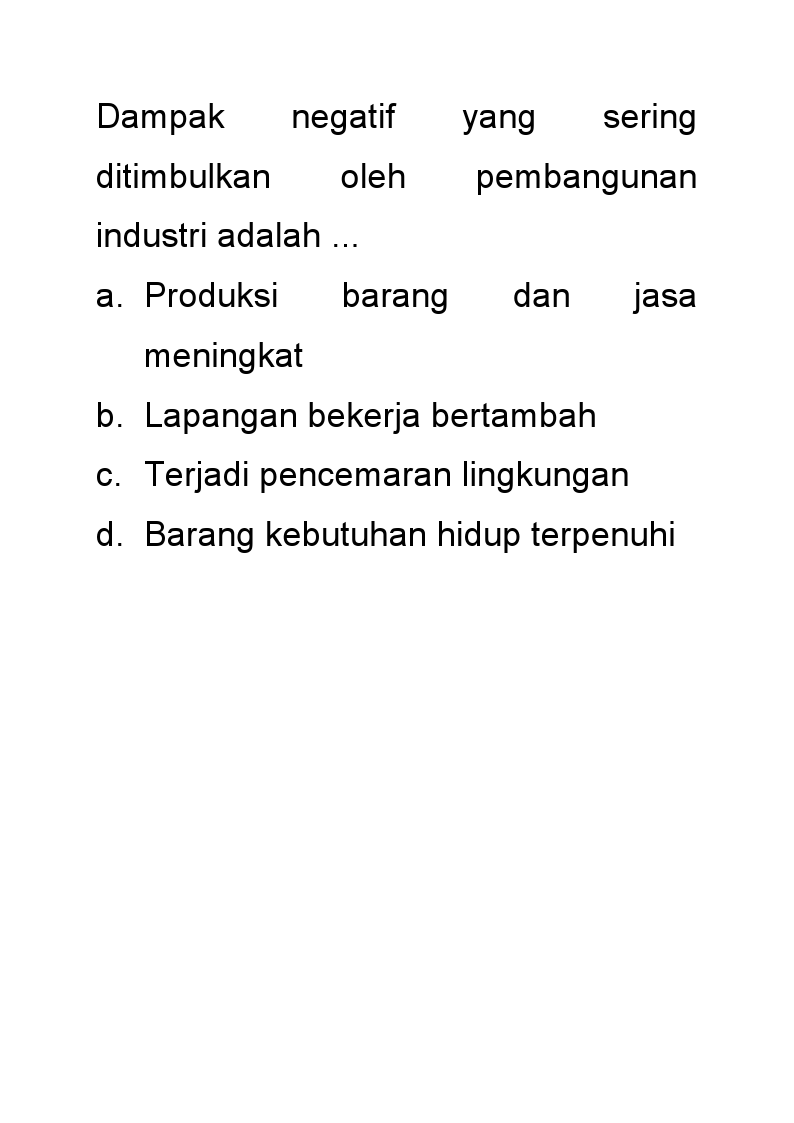 Dampak negatif yang sering
ditimbulkan oleh pembangunan
industri adalah ...
a. Produksi barang dan jasa
meningkat
b. Lapangan bekerja bertambah
c. Terjadi pencemaran lingkungan
d. Barang kebutuhan hidup terpenuhi